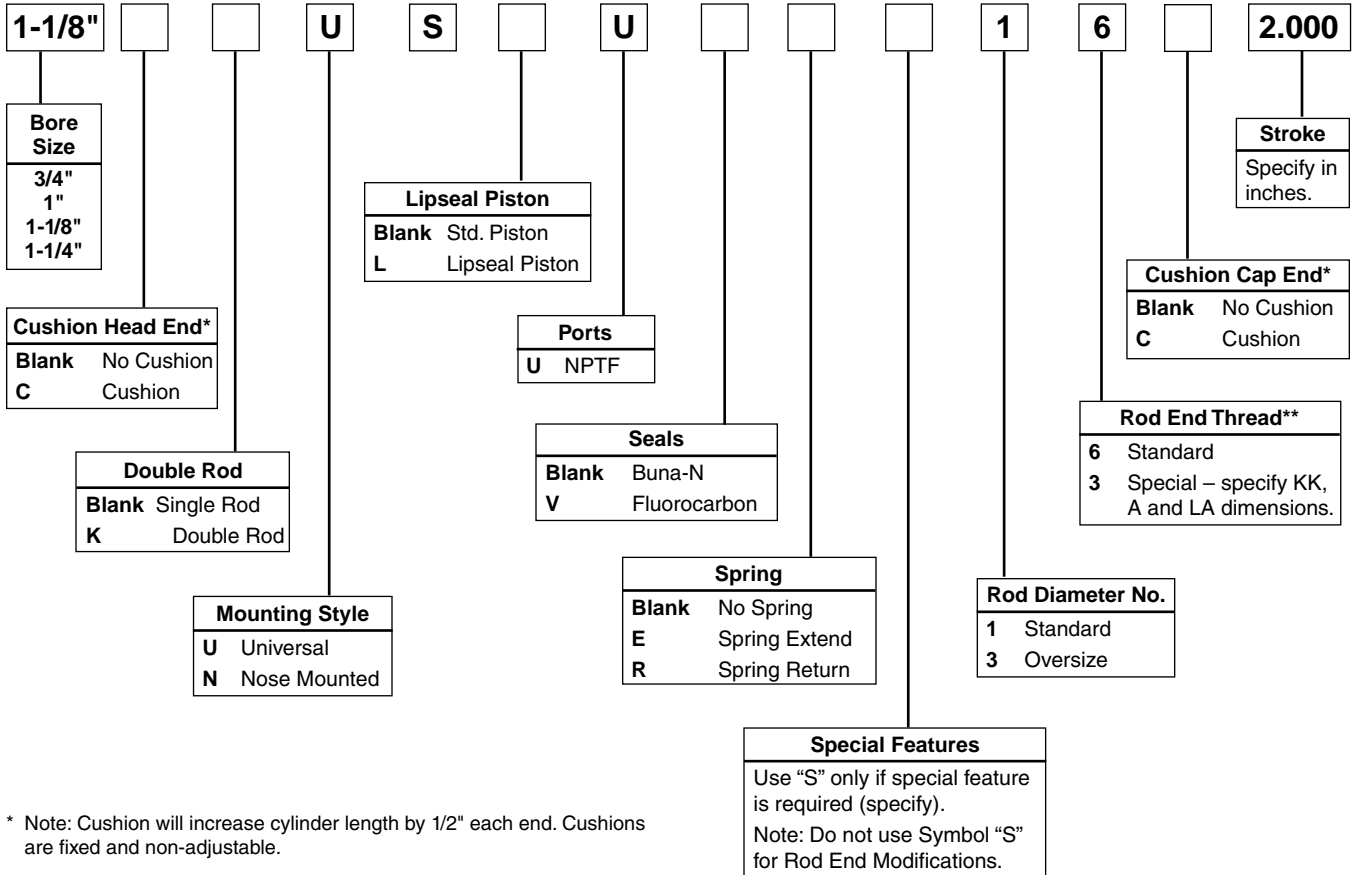 1-1/8" U S U 1 6 2.000
Bore
Size
3/4"
1"
1-1/8"
1-1/4"
Stroke
Specify in
inches.
Lipseal Piston
Blank Std. Piston
L Lipseal Piston
Cushion Cap End*
Blank No Cushion
C Cushion
Cushion Head End*
Blank No Cushion
C Cushion
Ports
U NPTF
Rod End Thread**
6 Standard
3 Special – specify KK,
A and LA dimensions.
Seals
Blank Buna-N
V Fluorocarbon
Double Rod
Blank Single Rod
K Double Rod
Spring
Blank No Spring
E Spring Extend
R Spring Return
Rod Diameter No.
1 Standard
3 Oversize
Mounting Style
U Universal
N Nose Mounted
Special Features
Use “S” only if special feature
is required (specify).
Note: Do not use Symbol “S”
for Rod End Modifications.
* Note: Cushion will increase cylinder length by 1/2" each end. Cushions
are fixed and non-adjustable.